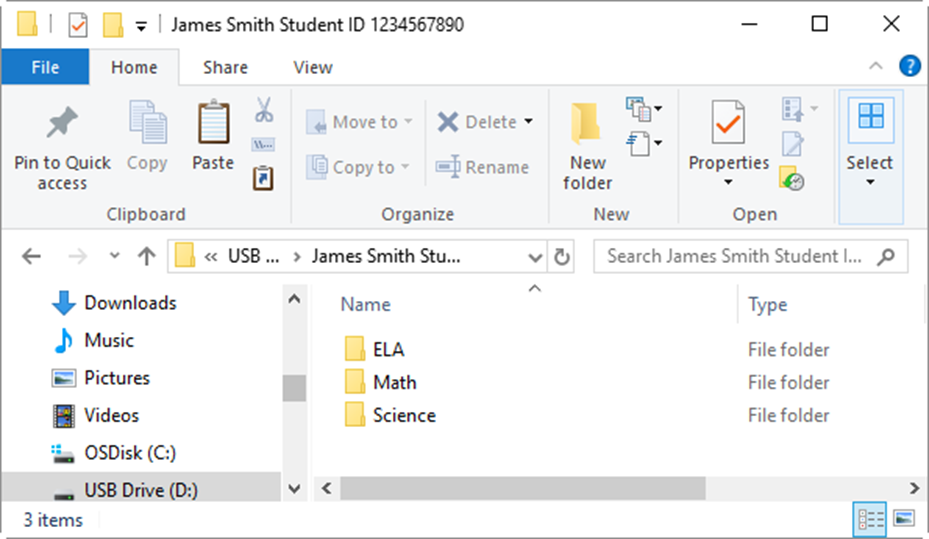 James Smith Student ID 1234567890
File Home Share View
Pin to Quick access
Copy
Paste
Move to
Copy to
Delete
Rename
New folder
Properties
Select
Clipboard Organize New Open
« USB ... › James Smith Stu...
Search James Smith Student I...
Downloads
Music
Pictures
Videos
OSDisk (C:)
USB Drive (D:)
Name Type
ELA File folder
Math File folder
Science File folder
3 items